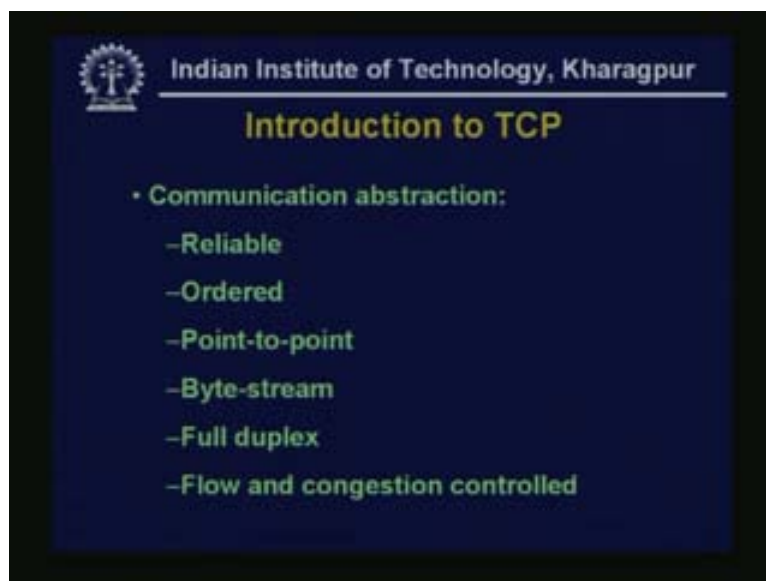 Indian Institute of Technology, Kharagpur
Introduction to TCP
• Communication abstraction:
–Reliable
–Ordered
–Point-to-point
–Byte-stream
–Full duplex
–Flow and congestion controlled